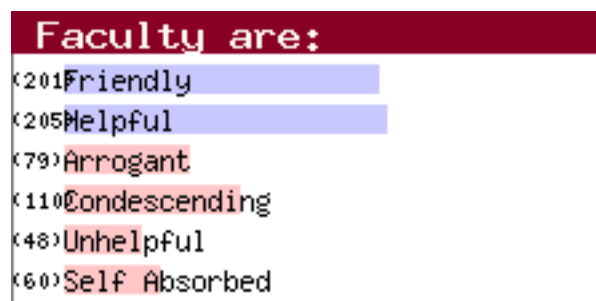 Faculty are:
(201)Friendly
(205)Helpful
(79)Arrogant
(110)Condescending
(48)Unhelpful
(60)Self Absorbed